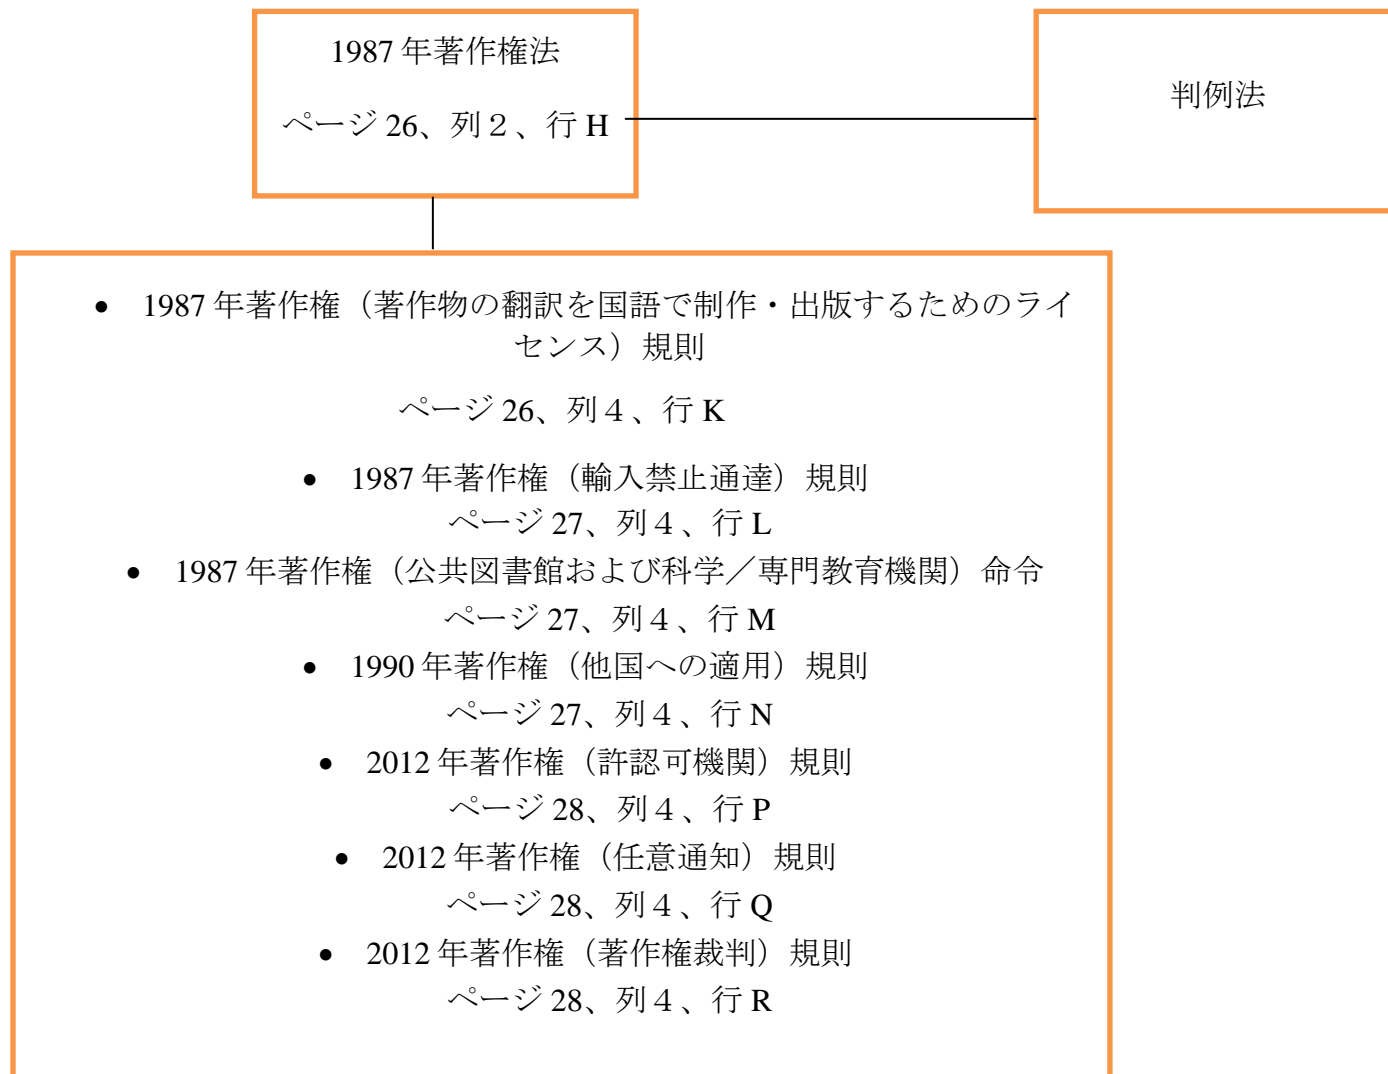 1987 年著作権法
ページ 26、列２、行 H
判例法
• 1987 年著作権（著作物の翻訳を国語で制作・出版するためのライ
センス）規則
ページ 26、列４、行 K
• 1987 年著作権（輸入禁止通達）規則
ページ 27、列４、行 L
• 1987 年著作権（公共図書館および科学／専門教育機関）命令
ページ 27、列４、行 M
• 1990 年著作権（他国への適用）規則
ページ 27、列４、行 N
• 2012 年著作権（許認可機関）規則
ページ 28、列４、行 P
• 2012 年著作権（任意通知）規則
ページ 28、列４、行 Q
• 2012 年著作権（著作権裁判）規則
ページ 28、列４、行 R